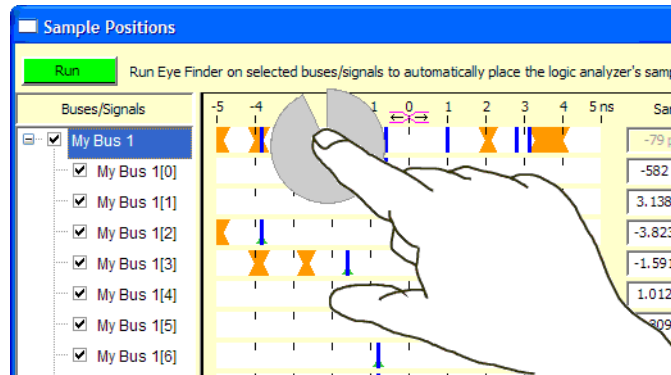 Sample Positions
Run Run Eye Finder on selected buses/signals to automatically place the logic analyzer's
Buses/Signals -5 -4 1 0 1 2 3 4 5 ns
My Bus 1 -79
My Bus 1[0] -582
My Bus 1[1] 3.138
My Bus 1[2] -3.823
My Bus 1[3] -1.591
My Bus 1[4] 1.012
My Bus 1[5]
My Bus 1[6]